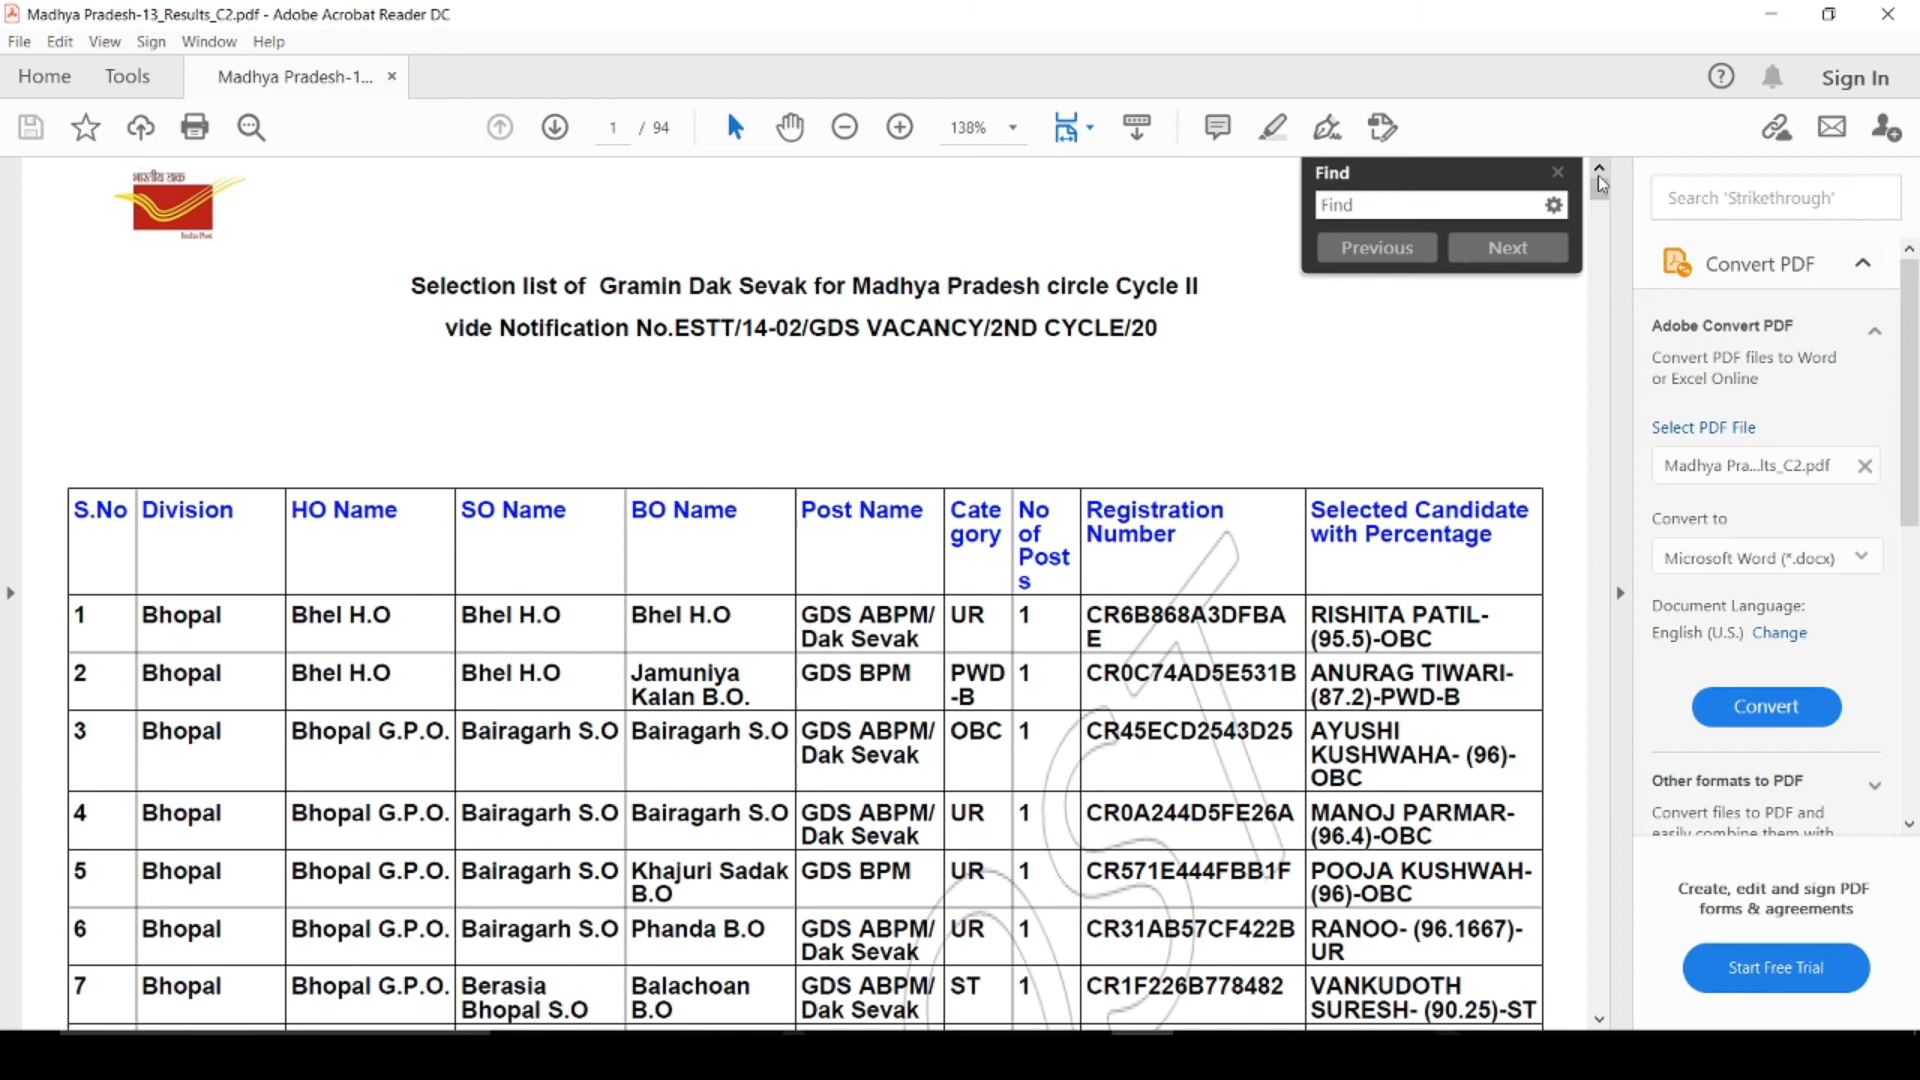 Madhya Pradesh-13_Results_C2.pdf - Adobe Acrobat Reader DC
File Edit View Sign Window Help
Home Tools Madhya Pradesh-1... Sign In
1 / 94 138%
भारतीय डाक
India Post
Find
Find
Previous Next
Selection list of Gramin Dak Sevak for Madhya Pradesh circle Cycle II
vide Notification No.ESTT/14-02/GDS VACANCY/2ND CYCLE/20
S.No Division HO Name SO Name BO Name Post Name Cate No Registration Selected Candidate
gory of Number with Percentage
Post
s
1 Bhopal Bhel H.O Bhel H.O Bhel H.O GDS ABPM/ UR 1 CR6B868A3DFBA RISHITA PATIL-
Dak Sevak E (95.5)-OBC
2 Bhopal Bhel H.O Bhel H.O Jamuniya GDS BPM PWD 1 CR0C74AD5E531B ANURAG TIWARI-
Kalan B.O. -B (87.2)-PWD-B
3 Bhopal Bhopal G.P.O. Bairagarh S.O Bairagarh S.O GDS ABPM/ OBC 1 CR45ECD2543D25 AYUSHI
Dak Sevak KUSHWAHA- (96)-
OBC
4 Bhopal Bhopal G.P.O. Bairagarh S.O Bairagarh S.O GDS ABPM/ UR 1 CR0A244D5FE26A MANOJ PARMAR-
Dak Sevak (96.4)-OBC
5 Bhopal Bhopal G.P.O. Bairagarh S.O Khajuri Sadak GDS BPM UR 1 CR571E444FBB1F POOJA KUSHWAH-
B.O (96)-OBC
6 Bhopal Bhopal G.P.O. Bairagarh S.O Phanda B.O GDS ABPM/ UR 1 CR31AB57CF422B RANOO- (96.1667)-
Dak Sevak UR
7 Bhopal Bhopal G.P.O. Berasia Balachoan GDS ABPM/ ST 1 CR1F226B778482 VANKUDOTH
Bhopal S.O B.O Dak Sevak SURESH- (90.25)-ST
Search 'Strikethrough'
Convert PDF
Adobe Convert PDF
Convert PDF files to Word
or Excel Online
Select PDF File
Madhya Pra...lts_C2.pdf
Convert to
Microsoft Word (*.docx)
Document Language:
English (U.S.) Change
Convert
Other formats to PDF
Convert files to PDF and
easily combine them with
Create, edit and sign PDF
forms & agreements
Start Free Trial